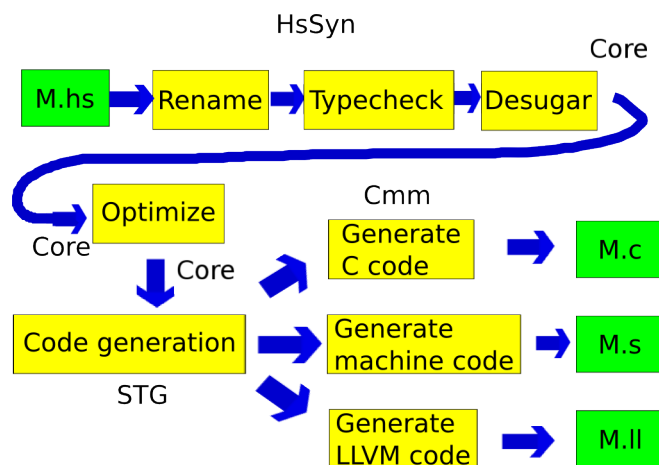 HsSyn
Core
M.hs
Rename
Typecheck
Desugar
Optimize
Core
Core
Cmm
Generate
C code
M.c
Code generation
STG
Generate
machine code
M.s
Generate
LLVM code
M.ll